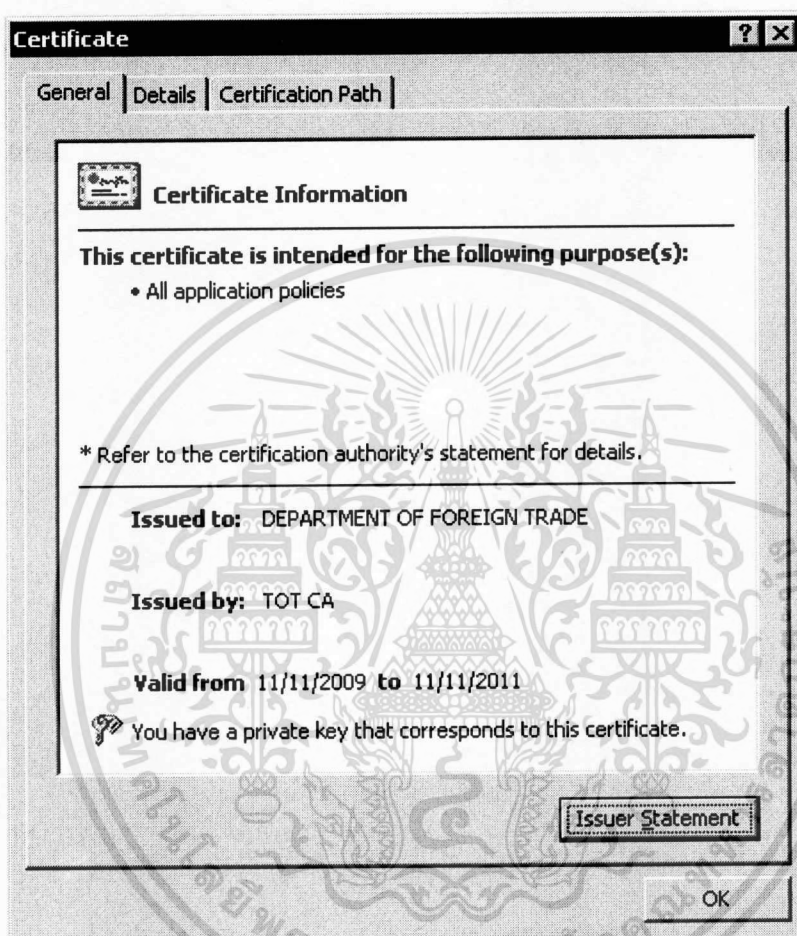 Certificate
General Details Certification Path
Certificate Information
This certificate is intended for the following purpose(s):
• All application policies
* Refer to the certification authority's statement for details.
Issued to: DEPARTMENT OF FOREIGN TRADE
Issued by: TOT CA
Valid from 11/11/2009 to 11/11/2011
You have a private key that corresponds to this certificate.
Issuer Statement
OK